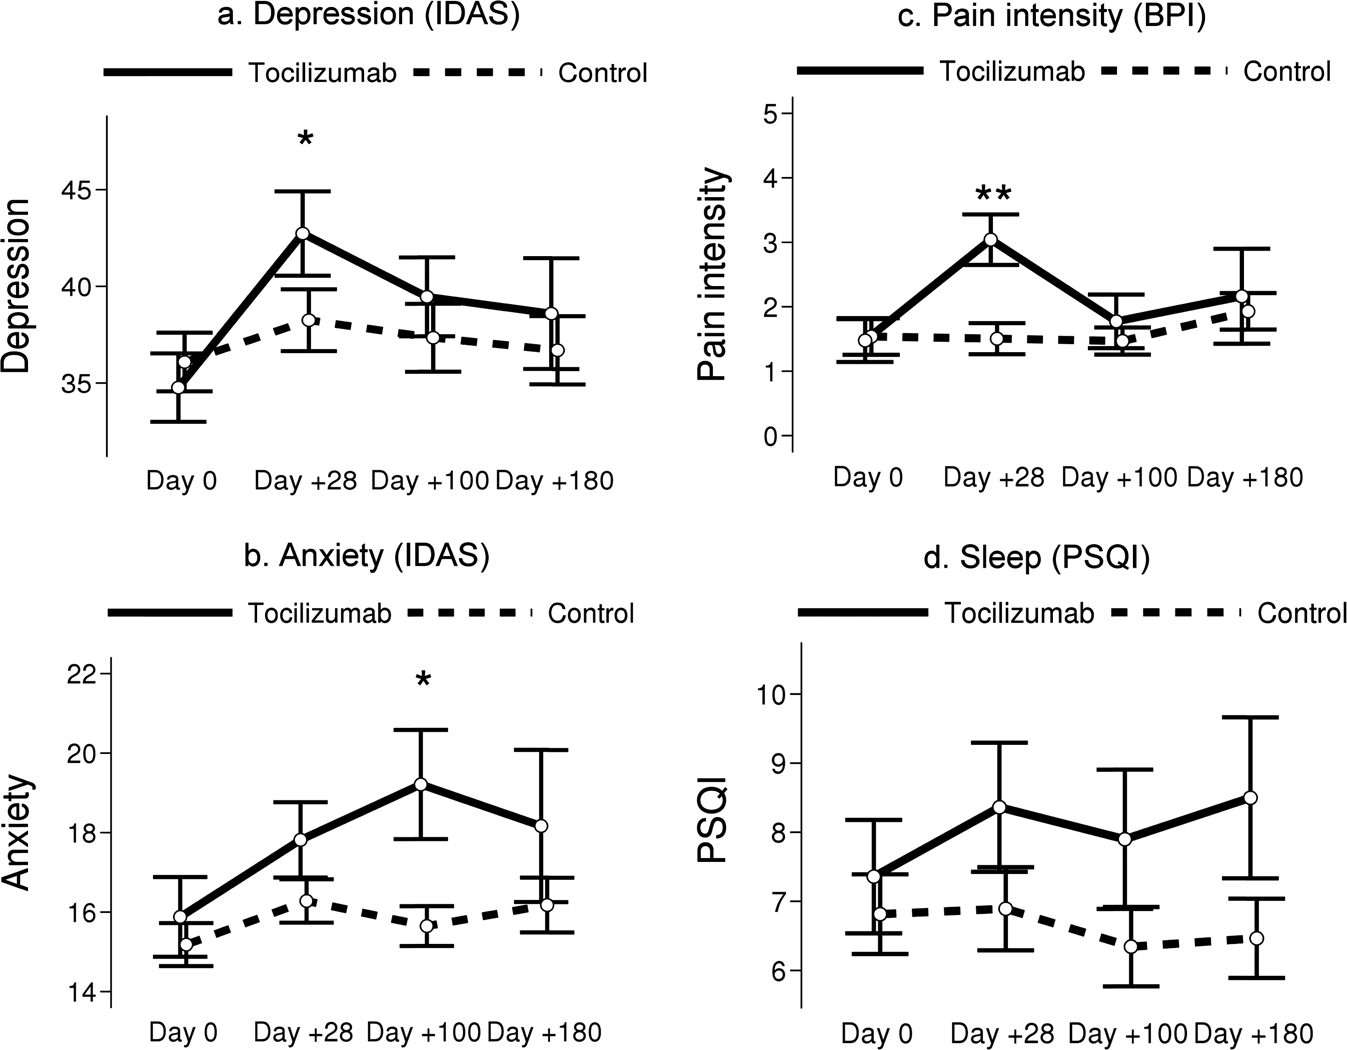 a. Depression (IDAS)
Tocilizumab Control
*
Depression
45
40
35
Day 0 Day +28 Day +100 Day +180
c. Pain intensity (BPI)
Tocilizumab Control
**
Pain intensity
5
4
3
2
1
0
Day 0 Day +28 Day +100 Day +180
b. Anxiety (IDAS)
Tocilizumab Control
*
Anxiety
22
20
18
16
14
Day 0 Day +28 Day +100 Day +180
d. Sleep (PSQI)
Tocilizumab Control
PSQI
10
9
8
7
6
Day 0 Day +28 Day +100 Day +180